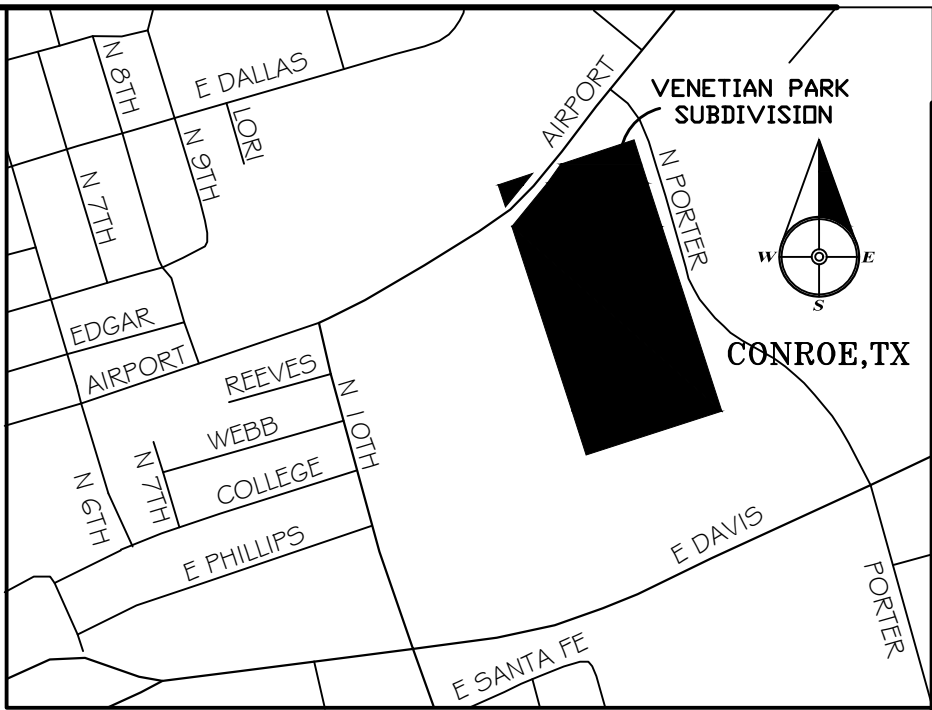 N 8TH
E DALLAS
LORI
N 9TH
N 7TH
AIRPORT
VENETIAN PARK
SUBDIVISION
N PORTER
W
E
S
CONROE,TX
EDGAR
AIRPORT
REEVES
N 10TH
WEBB
N 7TH
COLLEGE
N 6TH
E PHILLIPS
E DAVIS
PORTER
E SANTA FE